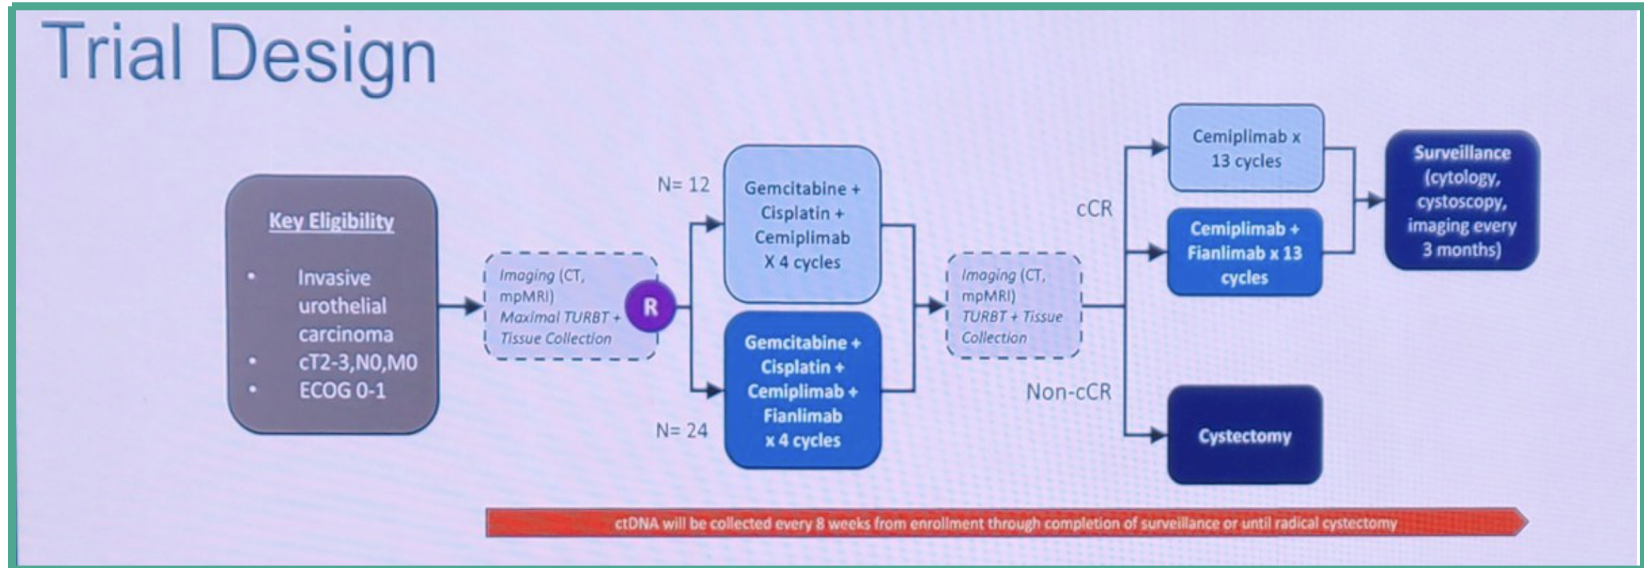 Trial Design
Key Eligibility
• Invasive
urothelial
carcinoma
• cT2-3,N0,M0
• ECOG 0-1
Imaging (CT,
mpMRI)
Maximal TURBT +
Tissue Collection
R
N= 12
Gemcitabine +
Cisplatin +
Cemiplimab
X 4 cycles
N= 24
Gemcitabine +
Cisplatin +
Cemiplimab +
Fianlimab
x 4 cycles
Imaging (CT,
mpMRI)
TURBT + Tissue
Collection
cCR
Cemiplimab x
13 cycles
Cemiplimab +
Fianlimab x 13
cycles
Surveillance
(cytology,
cystoscopy,
imaging every
3 months)
Non-cCR
Cystectomy
ctDNA will be collected every 8 weeks from enrollment through completion of surveillance or until radical cystectomy